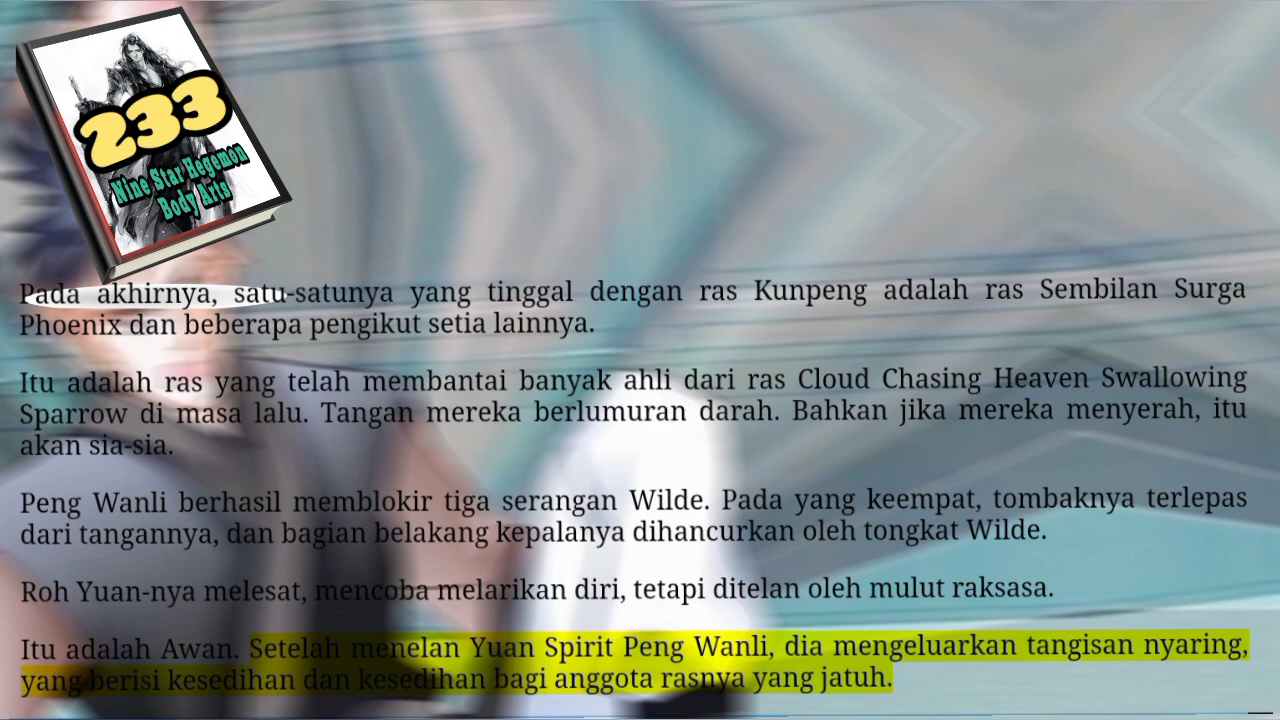 233
Nine Star Hegemon
Body Arts
Pada akhirnya, satu-satunya yang tinggal dengan ras Kunpeng adalah ras Sembilan Surga
Phoenix dan beberapa pengikut setia lainnya.
Itu adalah ras yang telah membantai banyak ahli dari ras Cloud Chasing Heaven Swallowing
Sparrow di masa lalu. Tangan mereka berlumuran darah. Bahkan jika mereka menyerah, itu
akan sia-sia.
Peng Wanli berhasil memblokir tiga serangan Wilde. Pada yang keempat, tombaknya terlepas
dari tangannya, dan bagian belakang kepalanya dihancurkan oleh tongkat Wilde.
Roh Yuan-nya melesat, mencoba melarikan diri, tetapi ditelan oleh mulut raksasa.
Itu adalah Awan. Setelah menelan Yuan Spirit Peng Wanli, dia mengeluarkan tangisan nyaring,
yang berisi kesedihan dan kesedihan bagi anggota rasnya yang jatuh.